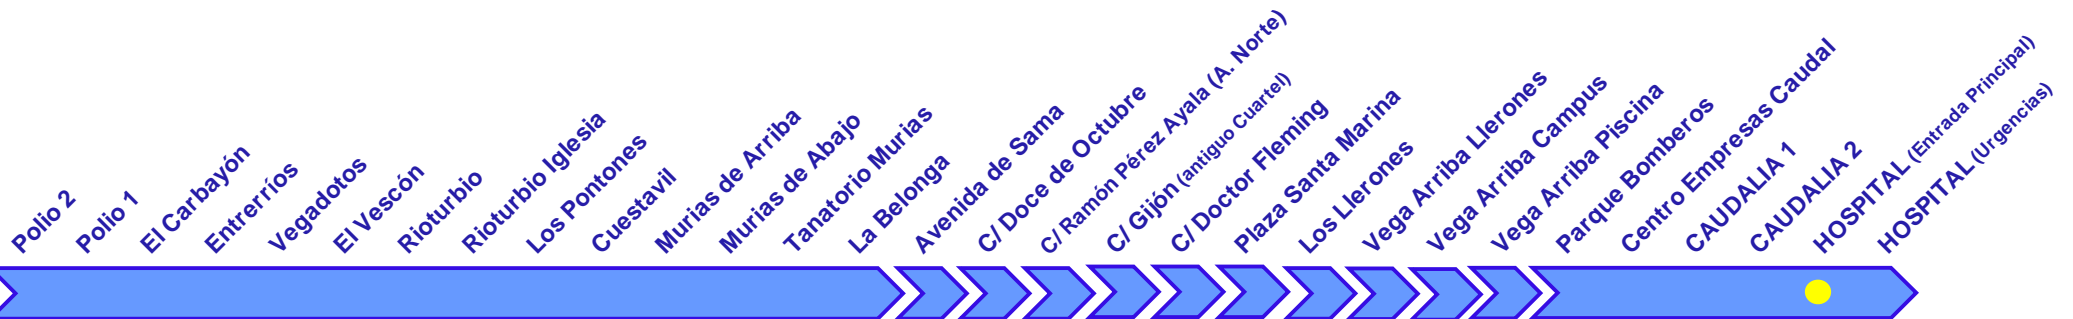 Polio 2
Polio 1
El Carbayón
Entrerríos
Vegadotos
El Vescón
Rioturbio
Rioturbio Iglesia
Los Pontones
Cuestavil
Murias de Arriba
Murias de Abajo
Tanatorio Murias
La Belonga
Avenida de Sama
C/ Doce de Octubre
C/ Ramón Pérez Ayala (A. Norte)
C/ Gijón (antiguo Cuartel)
C/ Doctor Fleming
Plaza Santa Marina
Los Llerones
Vega Arriba Llerones
Vega Arriba Campus
Vega Arriba Piscina
Parque Bomberos
Centro Empresas Caudal
CAUDALIA 1
CAUDALIA 2
HOSPITAL (Entrada Principal)
HOSPITAL (Urgencias)